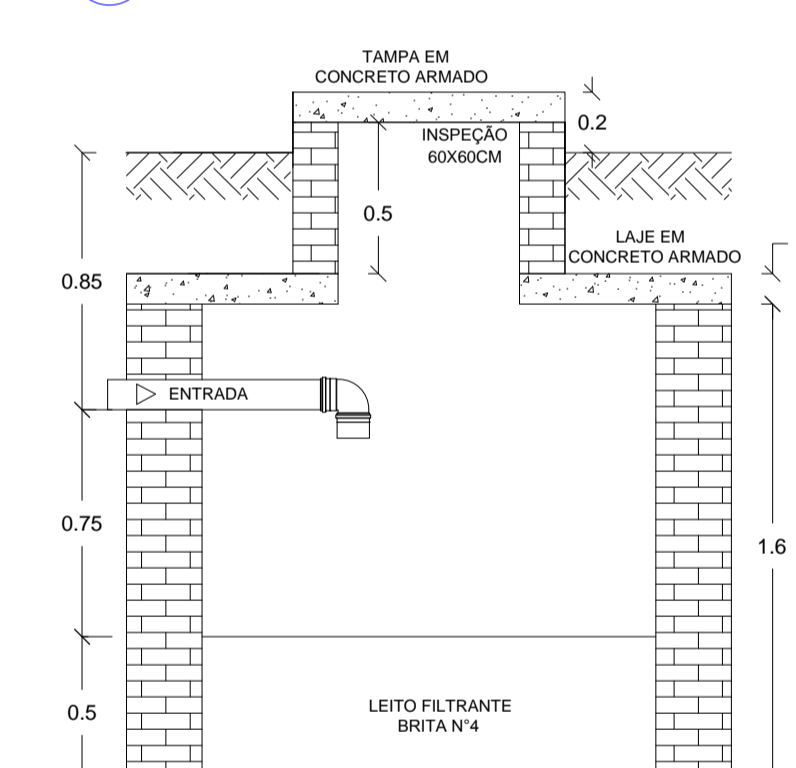 TAMPA EM
CONCRETO ARMADO
0.2
INSPEÇÃO
60X60CM
0.5
LAJE EM
CONCRETO ARMADO
0.85
ENTRADA
0.75
1.6
LEITO FILTRANTE
BRITA N°4
0.5